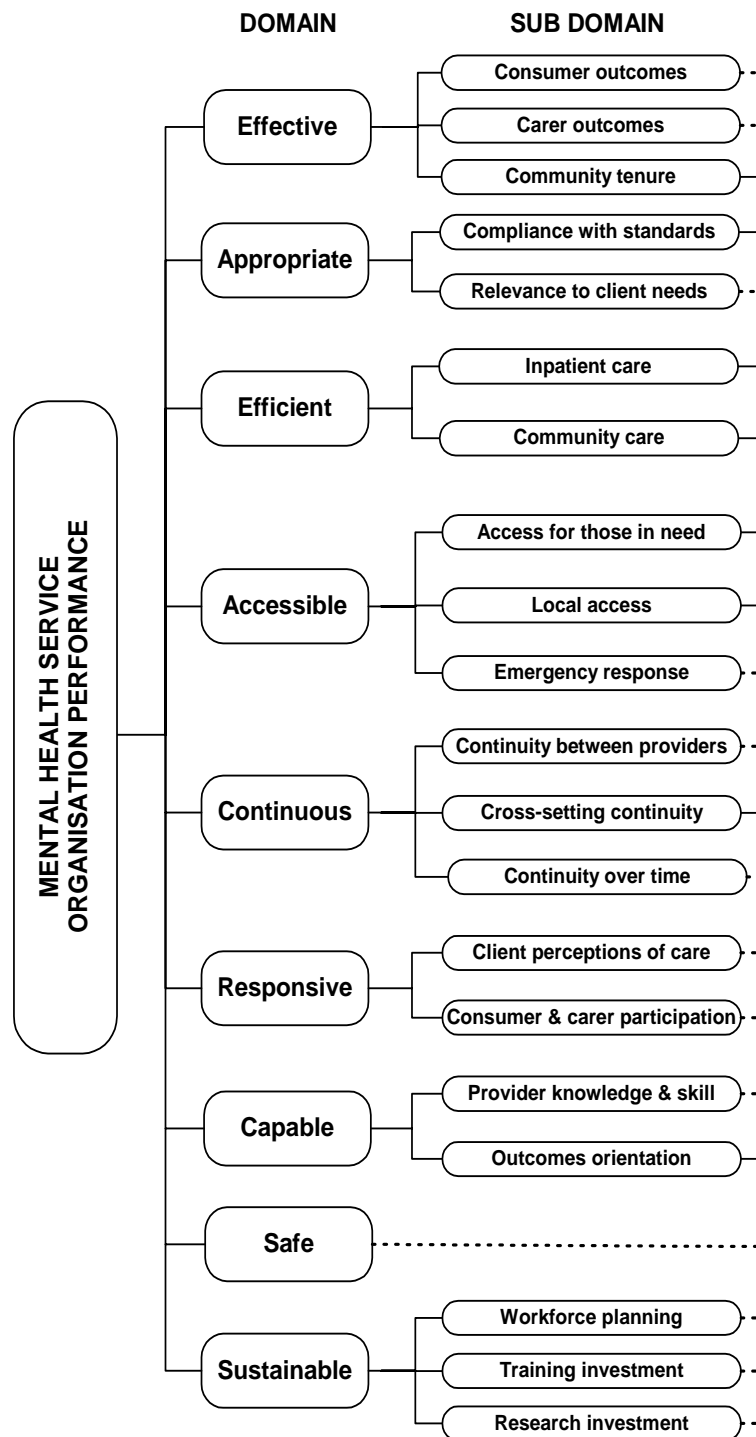 DOMAIN
SUB DOMAIN
MENTAL HEALTH SERVICE
ORGANISATION PERFORMANCE
Effective
Consumer outcomes
Carer outcomes
Community tenure
Appropriate
Compliance with standards
Relevance to client needs
Efficient
Inpatient care
Community care
Accessible
Access for those in need
Local access
Emergency response
Continuous
Continuity between providers
Cross-setting continuity
Continuity over time
Responsive
Client perceptions of care
Consumer & carer participation
Capable
Provider knowledge & skill
Outcomes orientation
Safe
Sustainable
Workforce planning
Training investment
Research investment